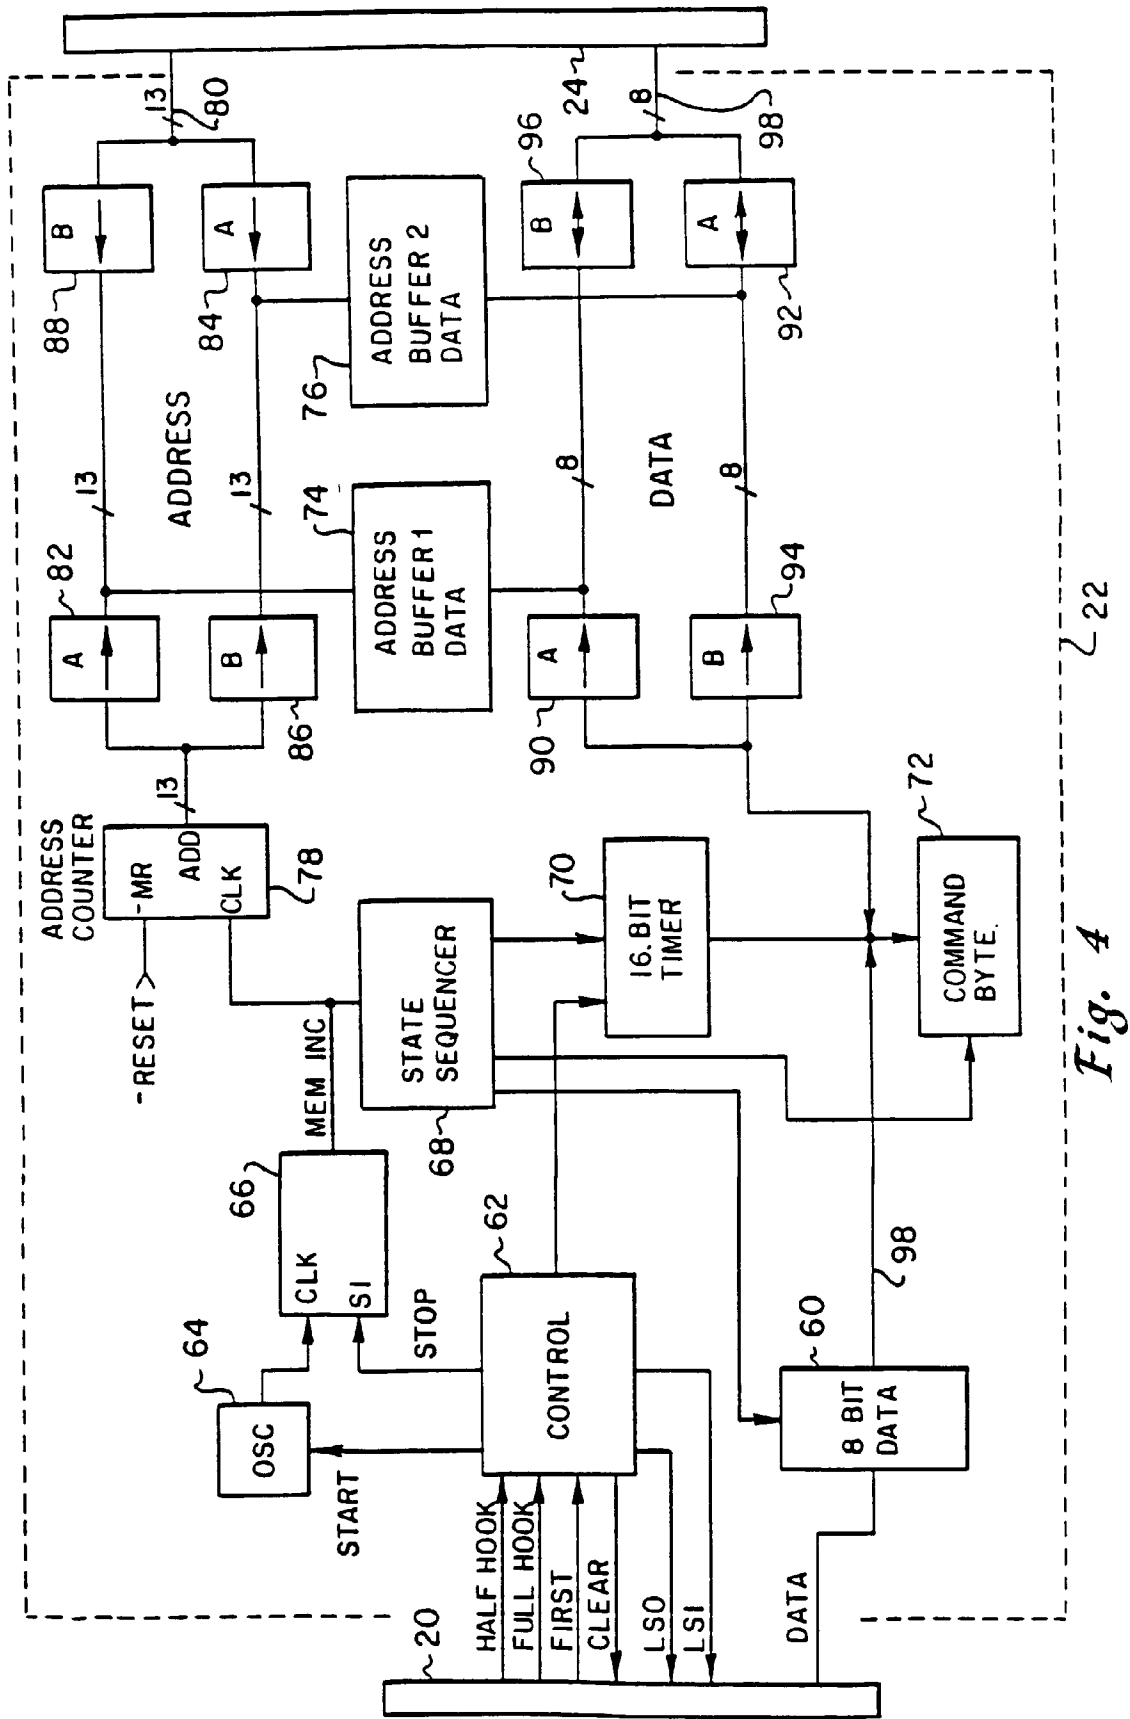 20
HALF HOOK
FULL HOOK
FIRST
CLEAR
LSO
LSI
DATA
START
OSC
64
STOP
CONTROL
62
8 BIT
DATA
60
98
CLK
SI
66
MEM INC
-RESET>
ADDRESS
COUNTER
-MR
ADD
CLK
78
STATE
SEQUENCER
68
16. BIT
TIMER
70
COMMAND
BYTE.
72
13
A
82
B
86
A
90
B
94
13
13
ADDRESS
ADDRESS
BUFFER 1
DATA
74
ADDRESS
BUFFER 2
DATA
76
8
DATA
8
B
88
A
84
B
96
A
92
13
80
24
8
98
22
Fig. 4